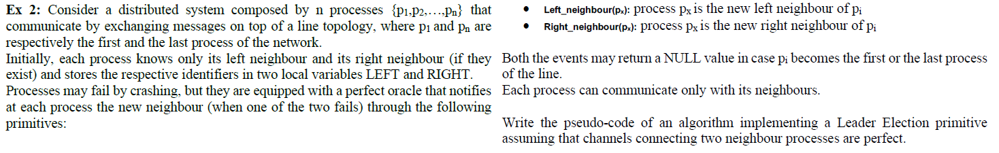 Ex 2: Consider a distributed system composed by n processes {p1,p2,…,pn} that
communicate by exchanging messages on top of a line topology, where p1 and pn are
respectively the first and the last process of the network.
Initially, each process knows only its left neighbour and its right neighbour (if they
exist) and stores the respective identifiers in two local variables LEFT and RIGHT.
Processes may fail by crashing, but they are equipped with a perfect oracle that notifies
at each process the new neighbour (when one of the two fails) through the following
primitives:
• Left_neighbour(px): process px is the new left neighbour of pi
• Right_neighbour(px): process px is the new right neighbour of pi
Both the events may return a NULL value in case pi becomes the first or the last process
of the line.
Each process can communicate only with its neighbours.
Write the pseudo-code of an algorithm implementing a Leader Election primitive
assuming that channels connecting two neighbour processes are perfect.